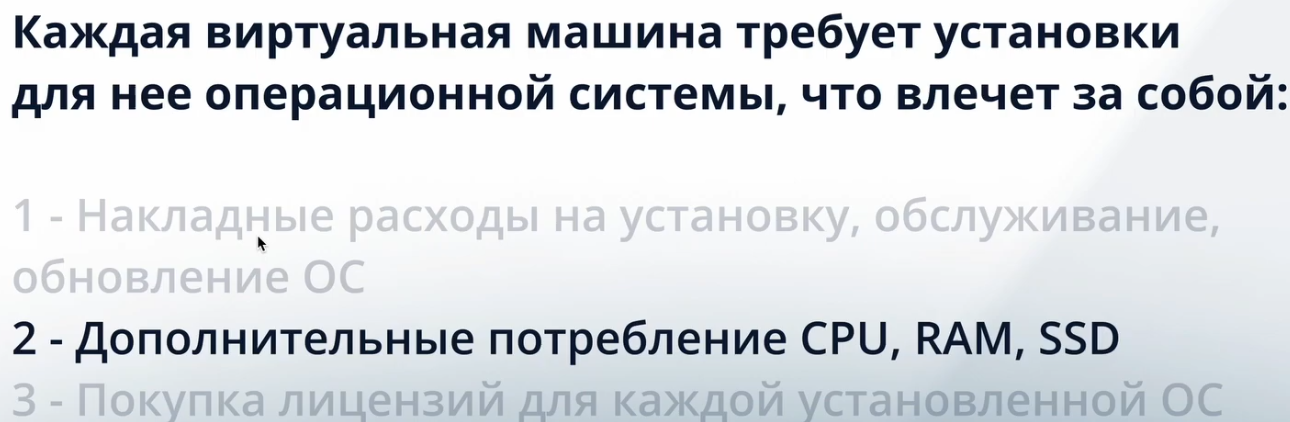 Каждая виртуальная машина требует установки
для нее операционной системы, что влечет за собой:
1 - Накладные расходы на установку, обслуживание,
обновление ОС
2 - Дополнительные потребление CPU, RAM, SSD
3 - Покупка лицензий для каждой установленной ОС